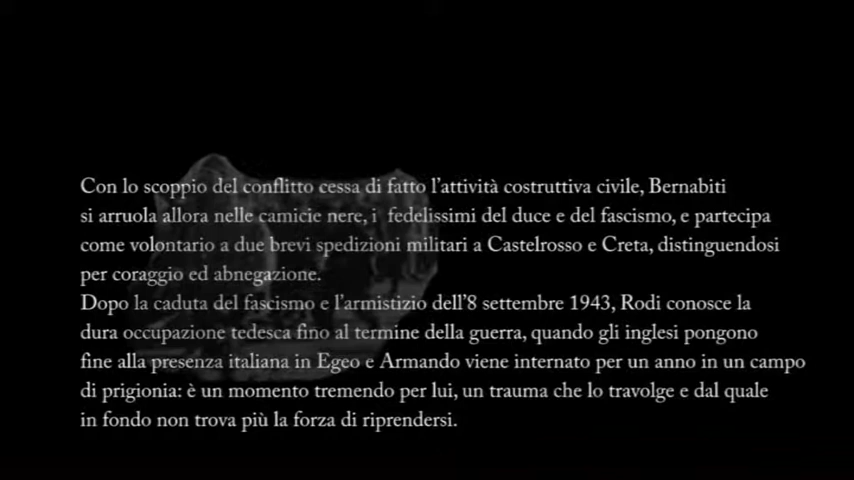 Con lo scoppio del conflitto cessa di fatto l'attività costruttiva civile, Bernabiti
si arruola allora nelle camicie nere, i fedelissimi del duce e del fascismo, e partecipa
come volontario a due brevi spedizioni militari a Castelrosso e Creta, distinguendosi
per coraggio ed abnegazione.
Dopo la caduta del fascismo e l'armistizio dell'8 settembre 1943, Rodi conosce la
dura occupazione tedesca fino al termine della guerra, quando gli inglesi pongono
fine alla presenza italiana in Egeo e Armando viene internato per un anno in un campo
di prigionia: è un momento tremendo per lui, un trauma che lo travolge e dal quale
in fondo non trova più la forza di riprendersi.